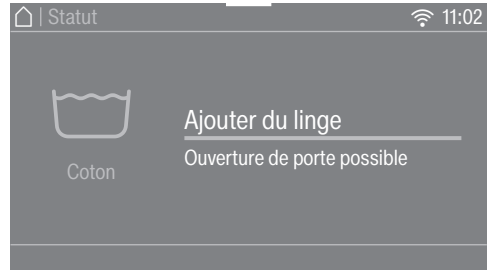 | Statut 11:02
Ajouter du linge
Ouverture de porte possible
Coton